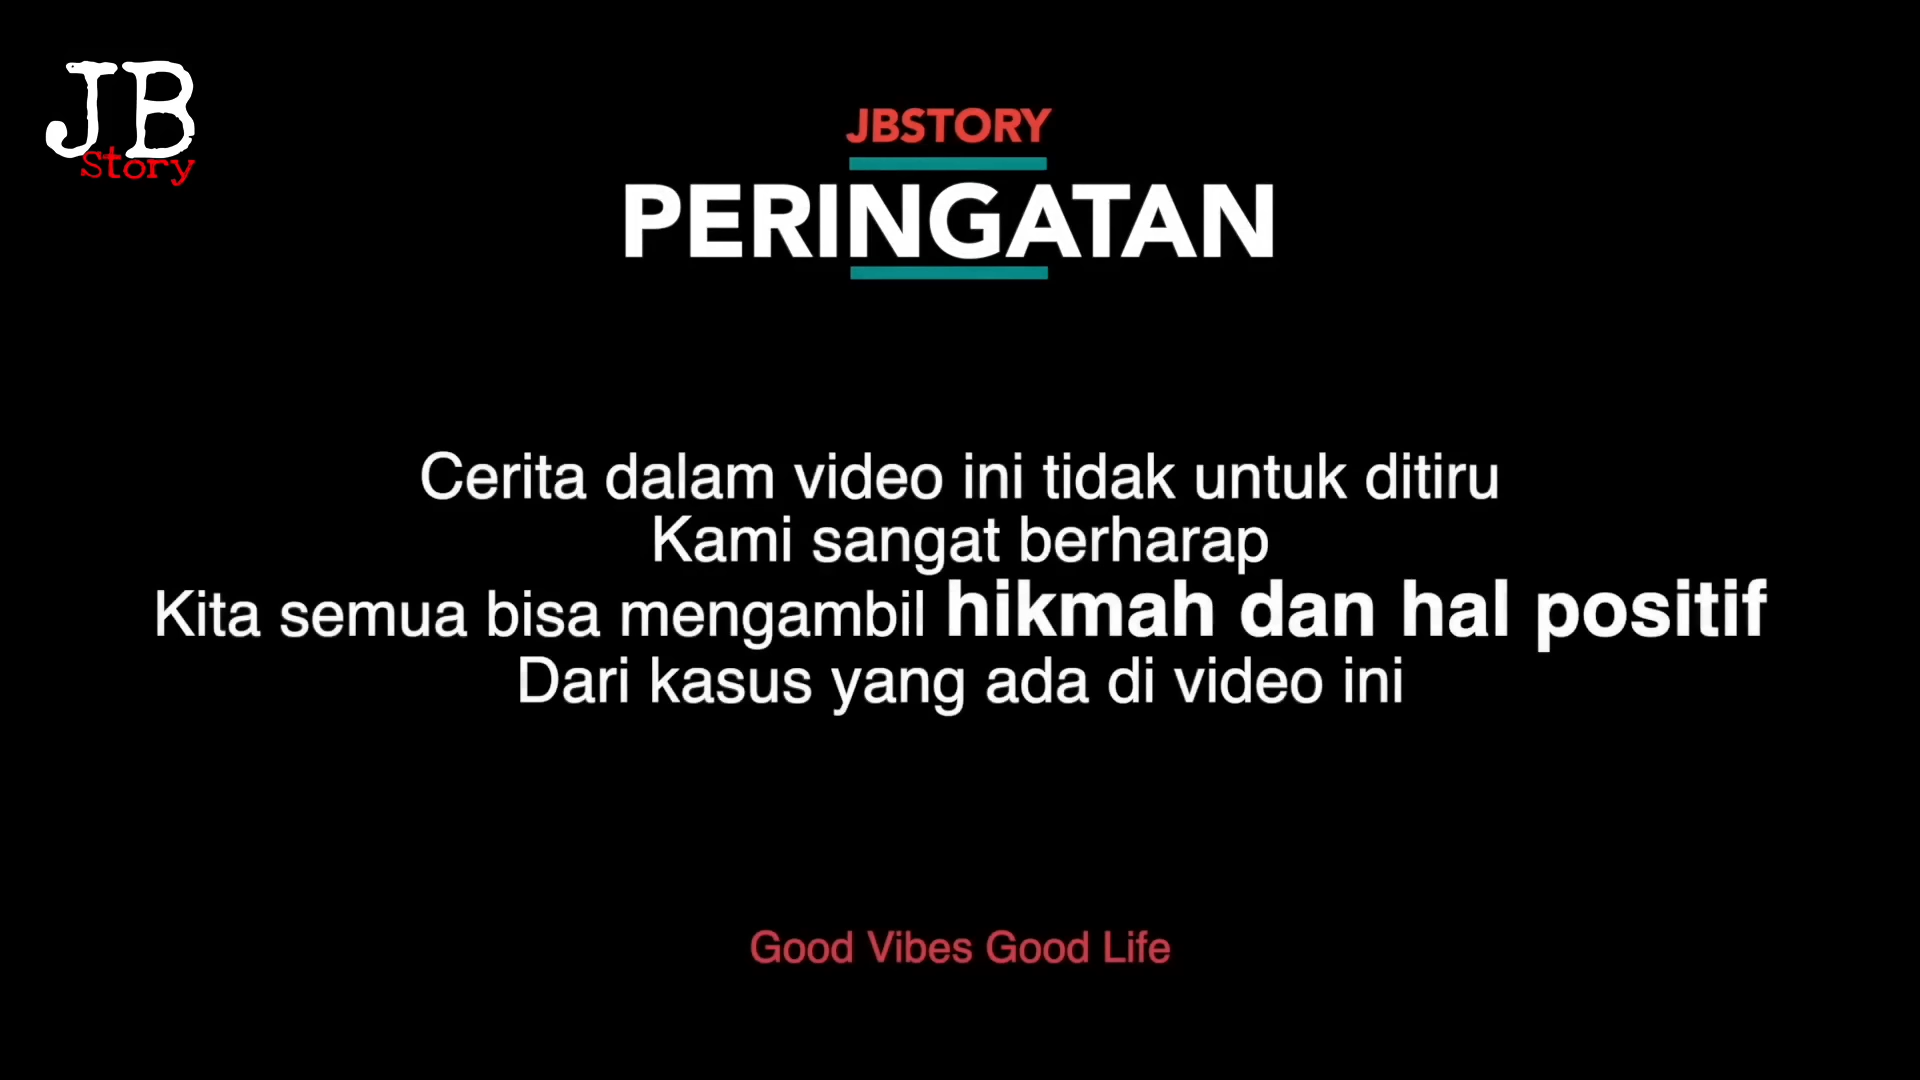 JB
Story
JBSTORY
PERINGATAN
Cerita dalam video ini tidak untuk ditiru
Kami sangat berharap
Kita semua bisa mengambil hikmah dan hal positif
Dari kasus yang ada di video ini
Good Vibes Good Life